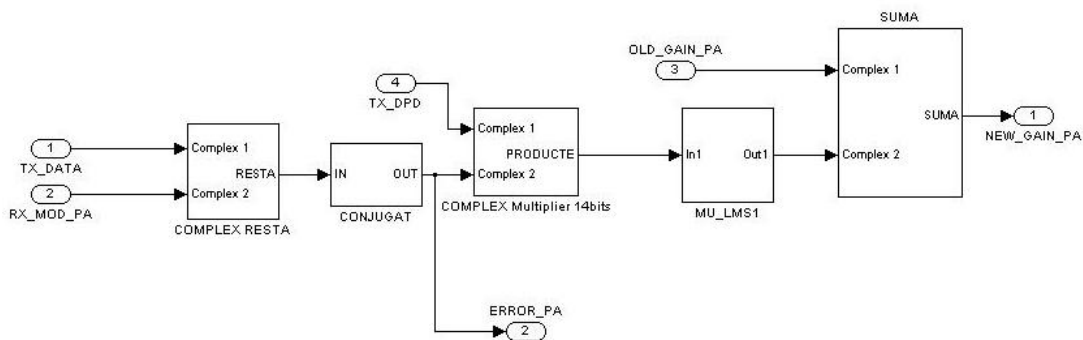 SUMA
OLD_GAIN_PA
3
Complex 1
4
TX_DPD
SUMA
1
NEW_GAIN_PA
Complex 1
1
TX_DATA
Complex 1
PRODUCTE
In1
Out1
Complex 2
RESTA
IN
OUT
Complex 2
2
RX_MOD_PA
Complex 2
COMPLEX RESTA
CONJUGAT
COMPLEX Multiplier 14bits
MU_LMS1
ERROR_PA
2